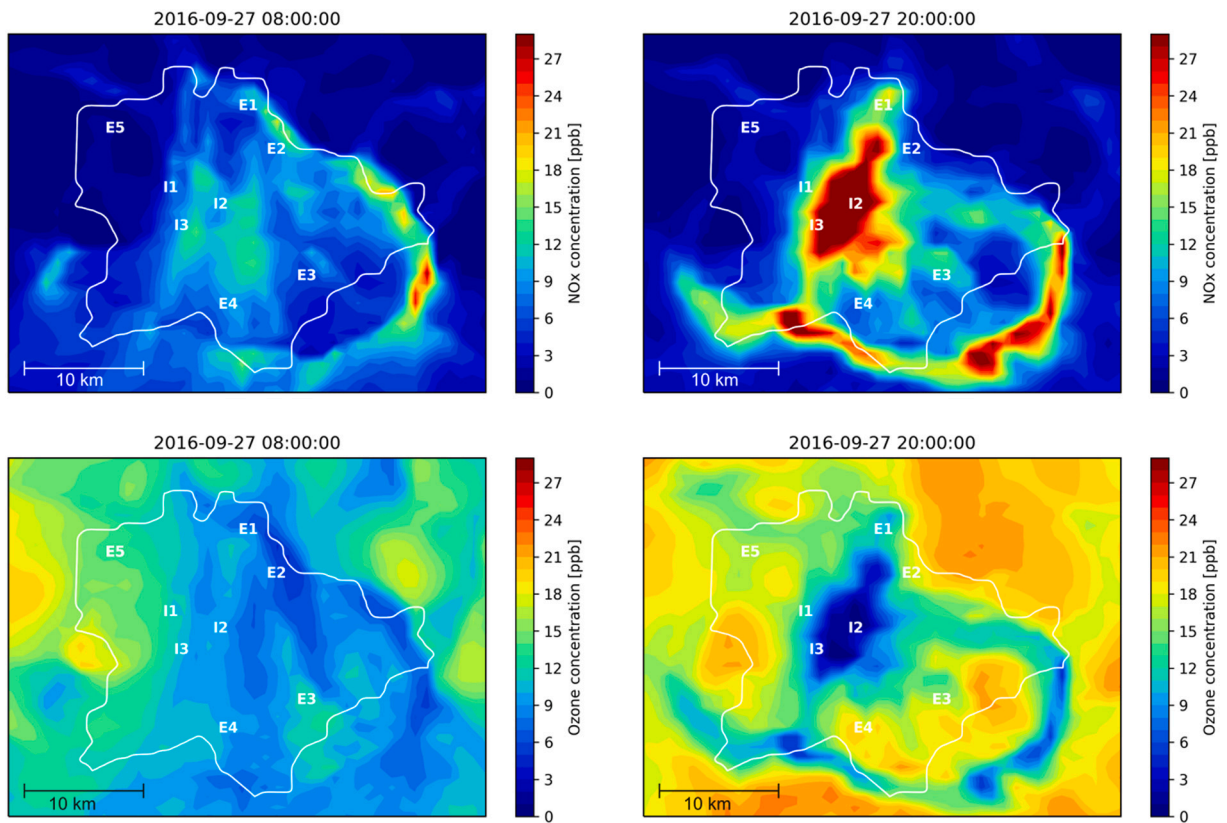 2016-09-27 08:00:00
E1
E5
E2
I1
I2
I3
E3
E4
10 km
27
24
21
18
15
12
9
6
3
0
NOx concentration [ppb]
2016-09-27 20:00:00
E1
E5
E2
I1
I2
I3
E3
E4
10 km
27
24
21
18
15
12
9
6
3
0
NOx concentration [ppb]
2016-09-27 08:00:00
E1
E5
E2
I1
I2
I3
E3
E4
10 km
27
24
21
18
15
12
9
6
3
0
Ozone concentration [ppb]
2016-09-27 20:00:00
E1
E5
E2
I1
I2
I3
E3
E4
10 km
27
24
21
18
15
12
9
6
3
0
Ozone concentration [ppb]